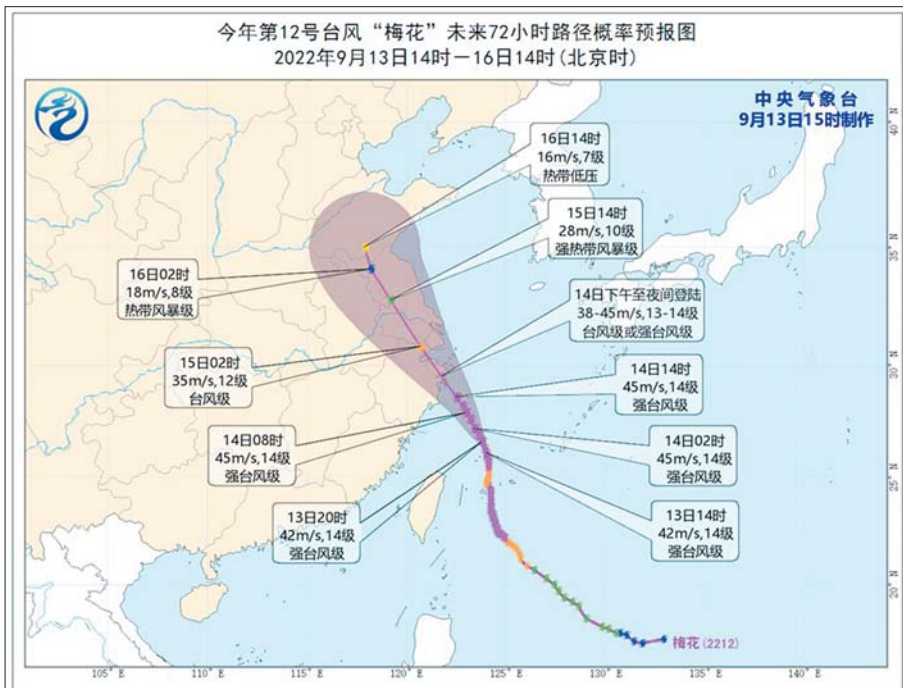 今年第12号台风“梅花”未来72小时路径概率预报图
2022年9月13日14时－16日14时(北京时)
中央气象台
9月13日15时制作
16日14时
16m/s,7级
热带低压
15日14时
28m/s,10级
强热带风暴级
16日02时
18m/s,8级
热带风暴级
14日下午至夜间登陆
38-45m/s,13-14级
台风级或强台风级
15日02时
35m/s,12级
台风级
14日14时
45m/s,14级
强台风级
14日08时
45m/s,14级
强台风级
14日02时
45m/s,14级
强台风级
13日20时
42m/s,14级
强台风级
13日14时
42m/s,14级
强台风级
梅花(2212)
40°N
35°N
30°N
25°N
20°N
105°E
110°E
115°E
120°E
125°E
130°E
135°E
140°E